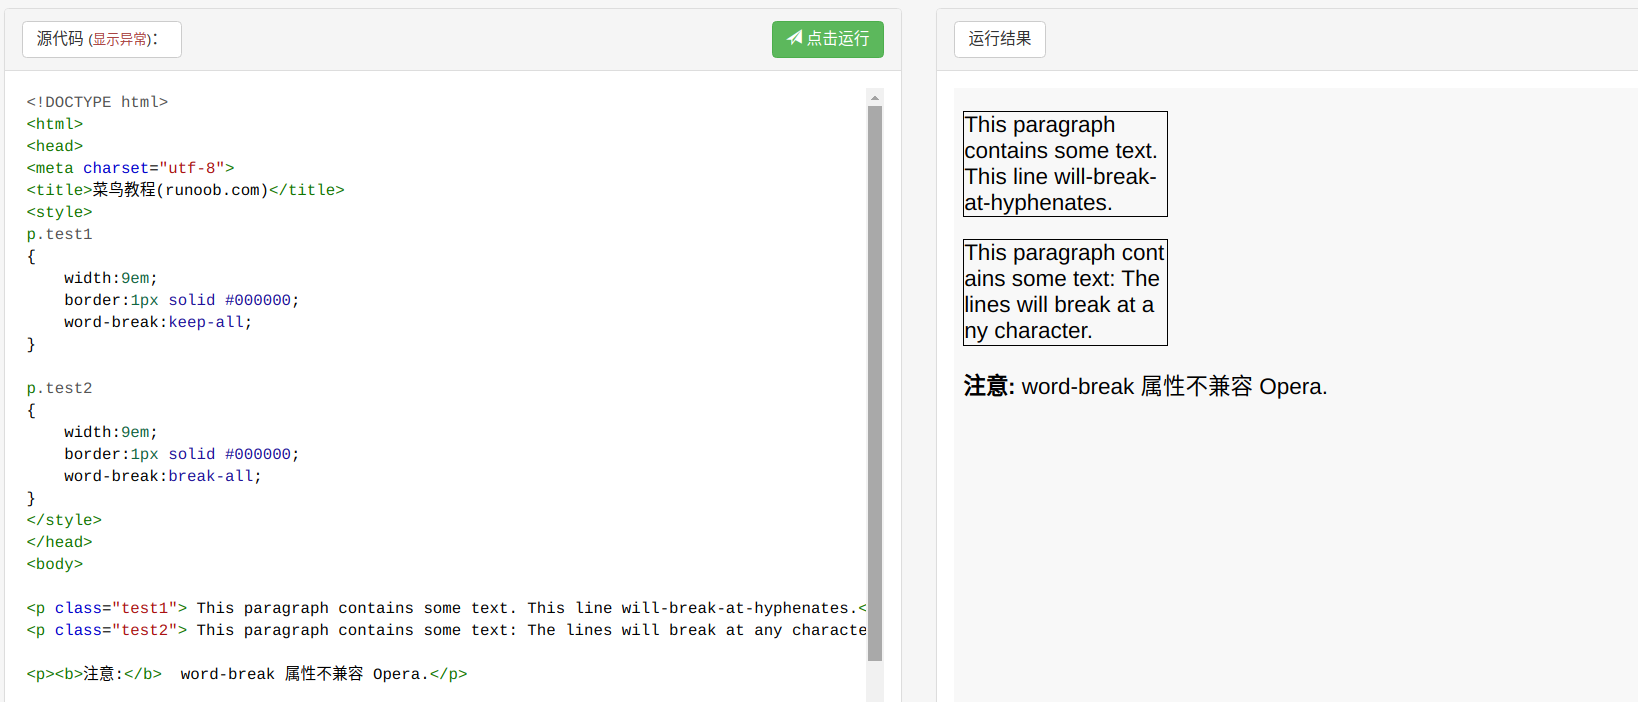 源代码 (显示异常)：
点击运行
<!DOCTYPE html>
<html>
<head>
<meta charset="utf-8">
<title>菜鸟教程(runoob.com)</title>
<style>
p.test1
{
    width:9em;
    border:1px solid #000000;
    word-break:keep-all;
}

p.test2
{
    width:9em;
    border:1px solid #000000;
    word-break:break-all;
}
</style>
</head>
<body>

<p class="test1"> This paragraph contains some text. This line will-break-at-hyphenates.<
<p class="test2"> This paragraph contains some text: The lines will break at any characte

<p><b>注意:</b>  word-break 属性不兼容 Opera.</p>
运行结果
This paragraph
contains some text.
This line will-break-
at-hyphenates.
This paragraph cont
ains some text: The
lines will break at a
ny character.
注意: word-break 属性不兼容 Opera.